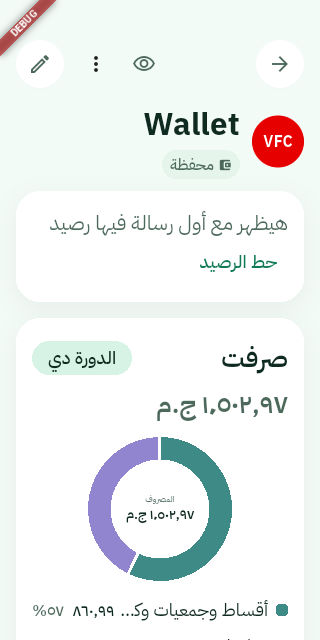 DEBUG
Wallet
VFC
محفظة
هيظهر مع أول رسالة فيها رصيد
حط الرصيد
صرفت
الدورة دي
١,٥٠٢,٩٧ ج.م
المصروف
١,٥٠٢,٩٧ ج.م
أقساط وجمعيات وكـ... ٨٦٠,٩٩ ٥٧%